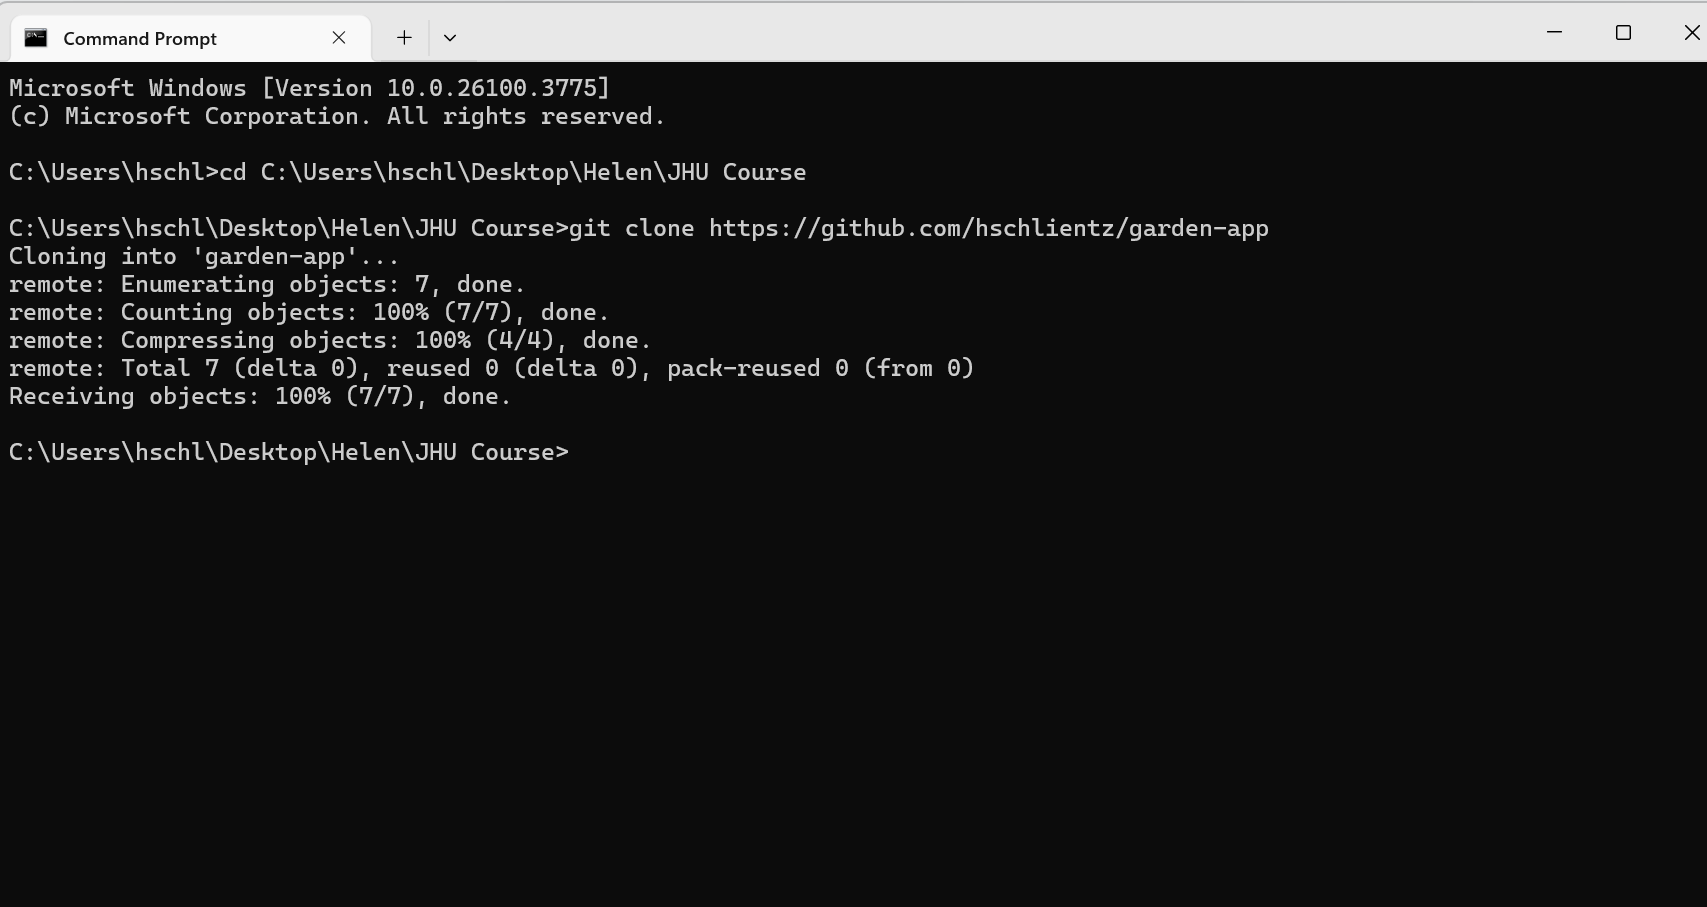 Command Prompt
Microsoft Windows [Version 10.0.26100.3775]
(c) Microsoft Corporation. All rights reserved.
C:\Users\hschl>cd C:\Users\hschl\Desktop\Helen\JHU Course
C:\Users\hschl\Desktop\Helen\JHU Course>git clone https://github.com/hschlientz/garden-app
Cloning into 'garden-app'...
remote: Enumerating objects: 7, done.
remote: Counting objects: 100% (7/7), done.
remote: Compressing objects: 100% (4/4), done.
remote: Total 7 (delta 0), reused 0 (delta 0), pack-reused 0 (from 0)
Receiving objects: 100% (7/7), done.
C:\Users\hschl\Desktop\Helen\JHU Course>